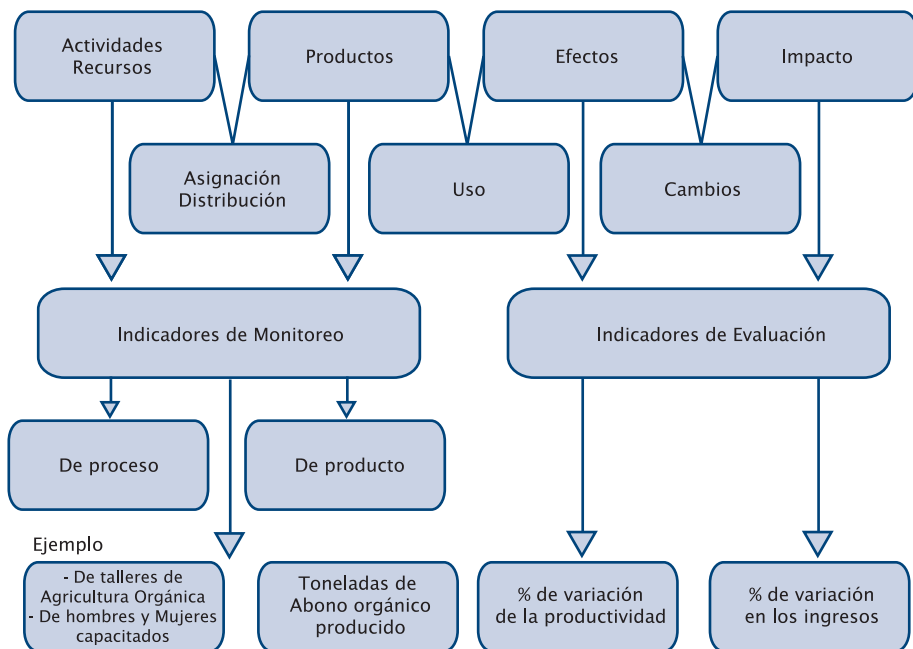 Actividades
Recursos
Productos
Efectos
Impacto
Asignación
Distribución
Uso
Cambios
Indicadores de Monitoreo
Indicadores de Evaluación
De proceso
De producto
Ejemplo
- De talleres de
Agricultura Orgánica
- De hombres y Mujeres
capacitados
Toneladas de
Abono orgánico
producido
% de variación
de la productividad
% de variación
en los ingresos